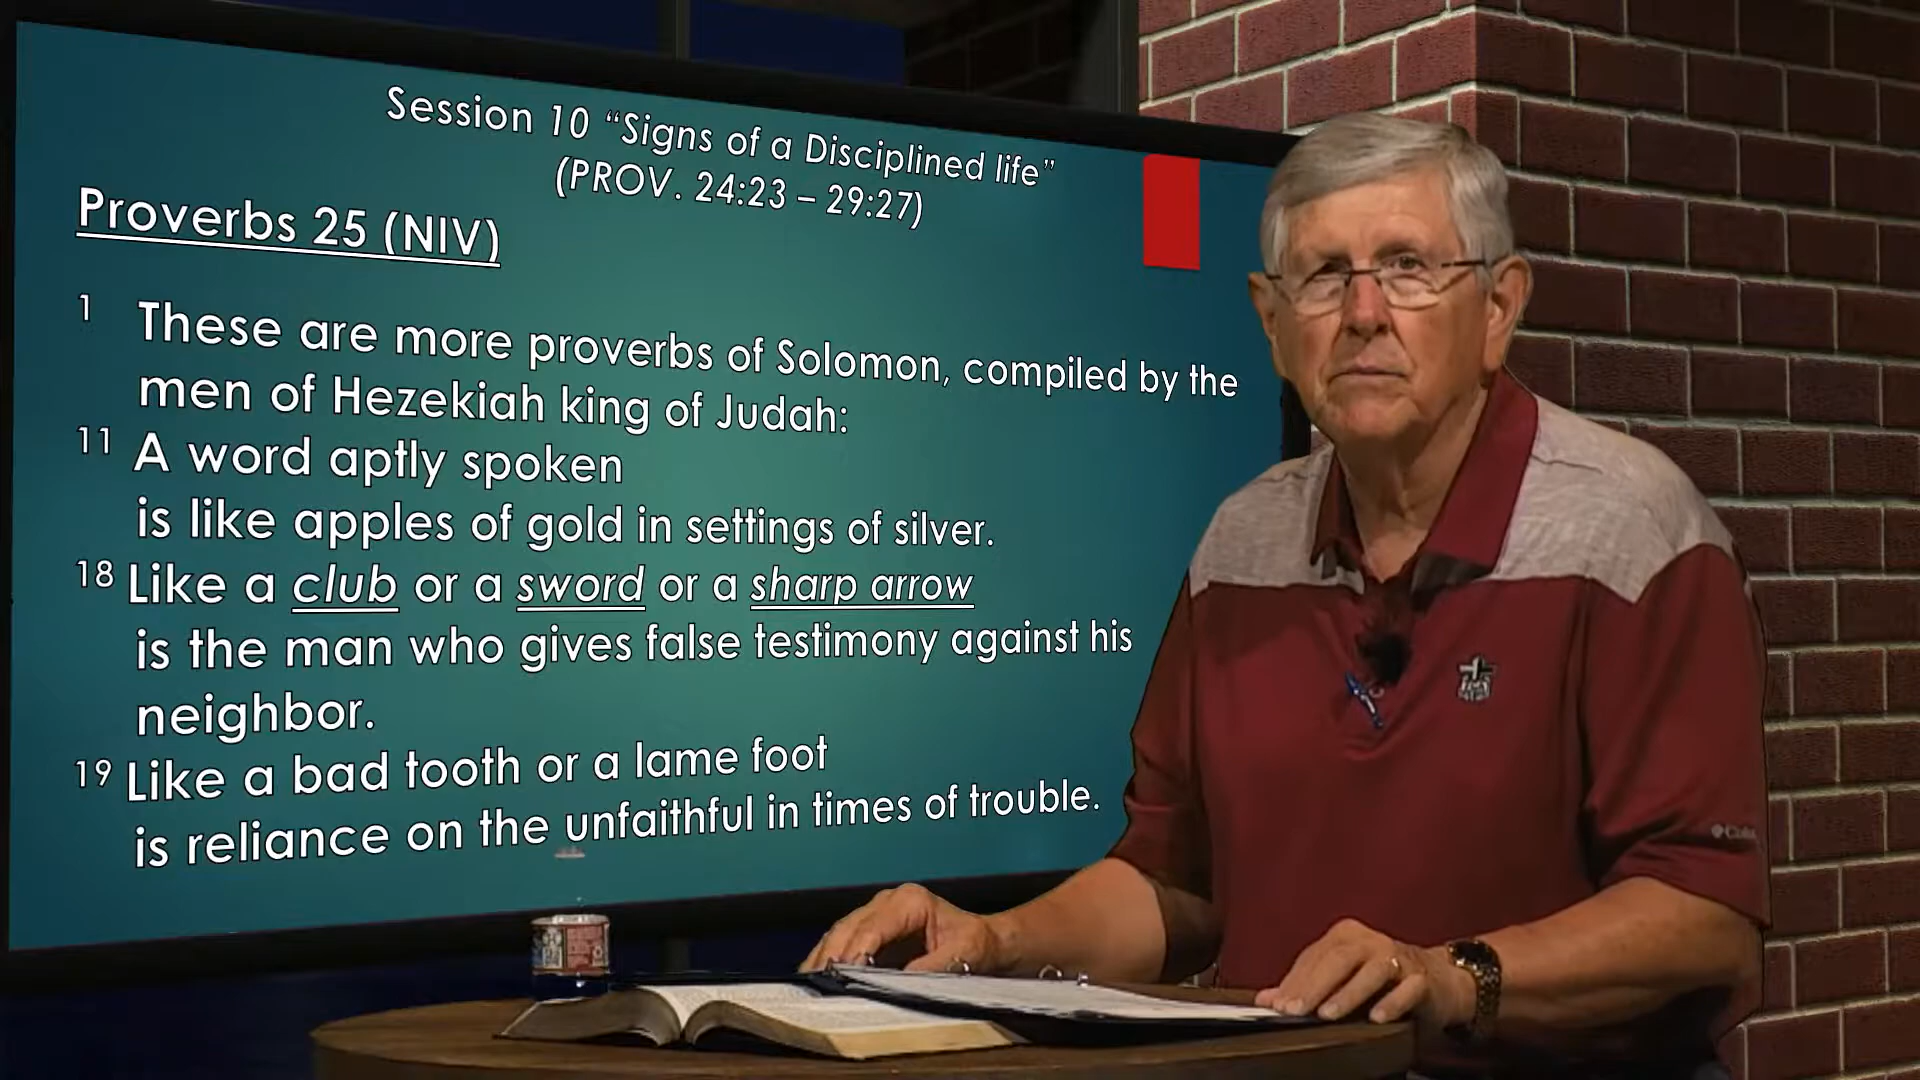 Session 10 “Signs of a Disciplined life”
(PROV. 24:23 – 29:27)
Proverbs 25 (NIV)
1 These are more proverbs of Solomon, compiled by the
men of Hezekiah king of Judah:
11 A word aptly spoken
is like apples of gold in settings of silver.
18 Like a club or a sword or a sharp arrow
is the man who gives false testimony against his
neighbor.
19 Like a bad tooth or a lame foot
is reliance on the unfaithful in times of trouble.